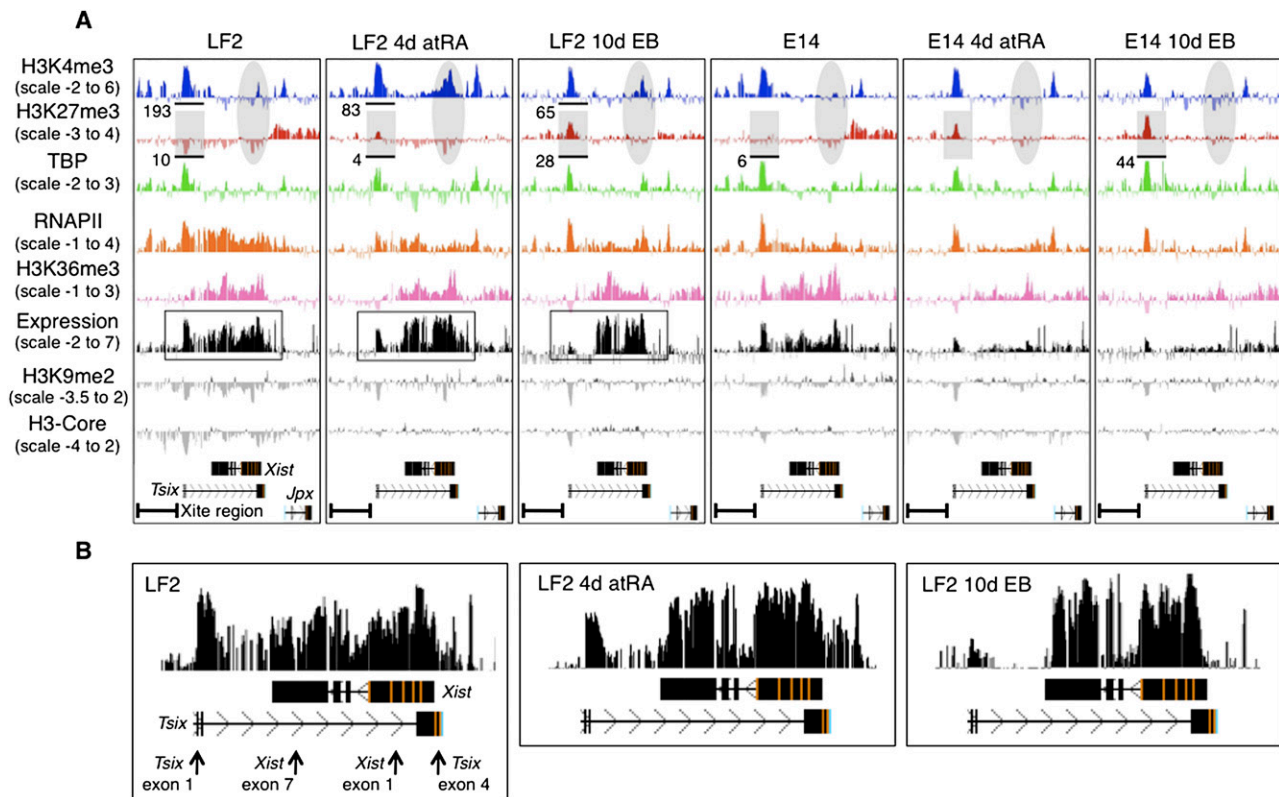 A
LF2
LF2 4d atRA
LF2 10d EB
E14
E14 4d atRA
E14 10d EB
H3K4me3
(scale -2 to 6)
193
83
65
H3K27me3
(scale -3 to 4)
10
4
28
6
44
TBP
(scale -2 to 3)
RNAPII
(scale -1 to 4)
H3K36me3
(scale -1 to 3)
Expression
(scale -2 to 7)
H3K9me2
(scale -3.5 to 2)
H3-Core
(scale -4 to 2)
Xist
Tsix
Jpx
Xite region
B
LF2
LF2 4d atRA
LF2 10d EB
Xist
Tsix
Tsix exon 1
Xist exon 7
Xist exon 1
Tsix exon 4